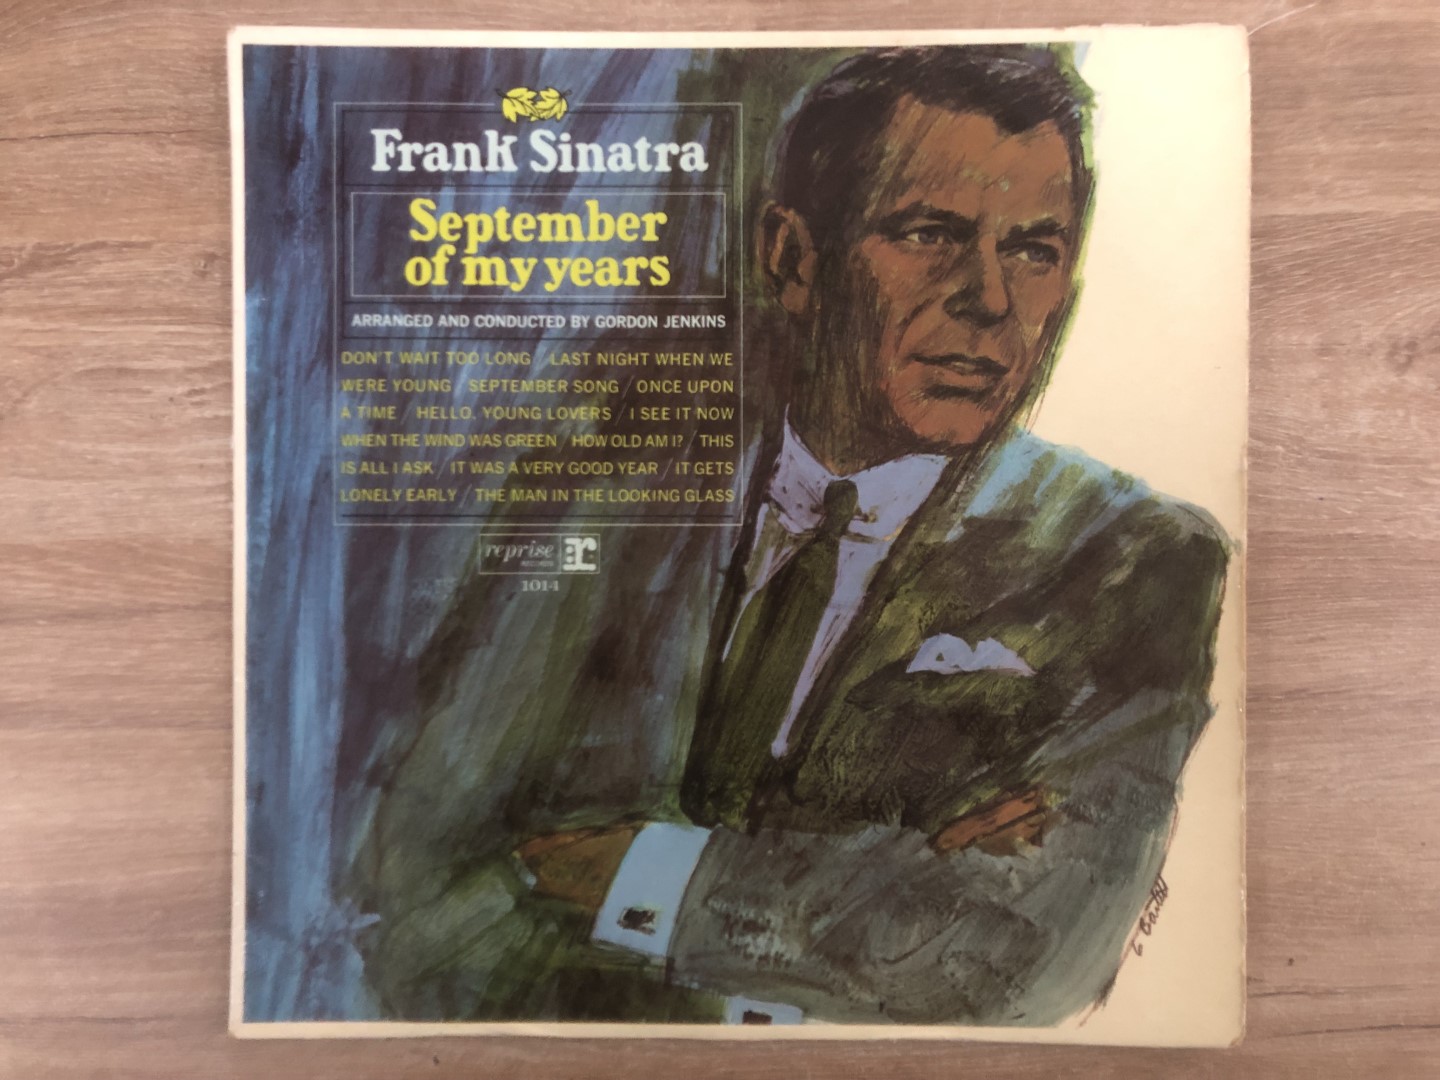 Frank Sinatra
September
of my years
ARRANGED AND CONDUCTED BY GORDON JENKINS
DON'T WAIT TOO LONG / LAST NIGHT WHEN WE
WERE YOUNG / SEPTEMBER SONG / ONCE UPON
A TIME / HELLO, YOUNG LOVERS / I SEE IT NOW
WHEN THE WIND WAS GREEN / HOW OLD AM I? / THIS
IS ALL I ASK / IT WAS A VERY GOOD YEAR / IT GETS
LONELY EARLY / THE MAN IN THE LOOKING GLASS
reprise r
RECORDS
1014